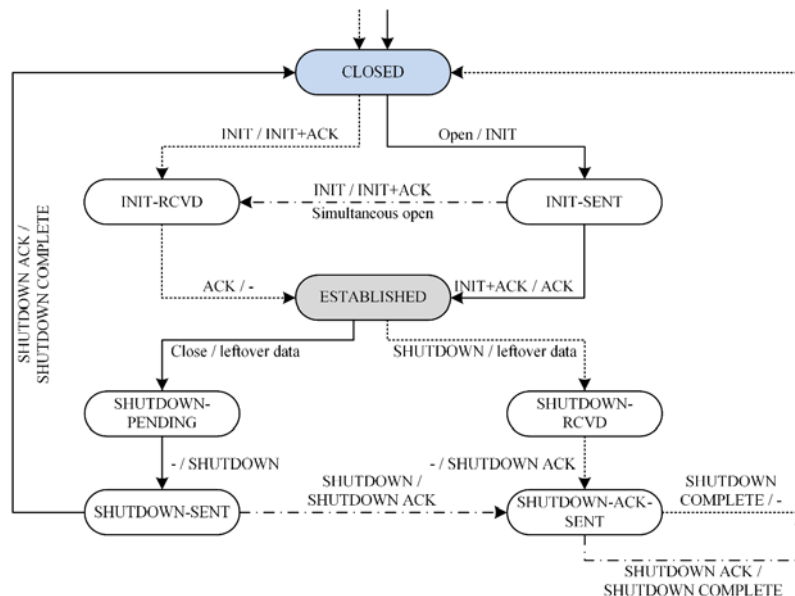 CLOSED
INIT / INIT+ACK
Open / INIT
INIT-RCVD
INIT / INIT+ACK
Simultaneous open
INIT-SENT
SHUTDOWN ACK /
SHUTDOWN COMPLETE
ACK / -
ESTABLISHED
INIT+ACK / ACK
Close / leftover data
SHUTDOWN / leftover data
SHUTDOWN-
PENDING
SHUTDOWN-
RCVD
- / SHUTDOWN
SHUTDOWN /
SHUTDOWN ACK
- / SHUTDOWN ACK
SHUTDOWN
COMPLETE / -
SHUTDOWN-SENT
SHUTDOWN-ACK-
SENT
SHUTDOWN ACK /
SHUTDOWN COMPLETE